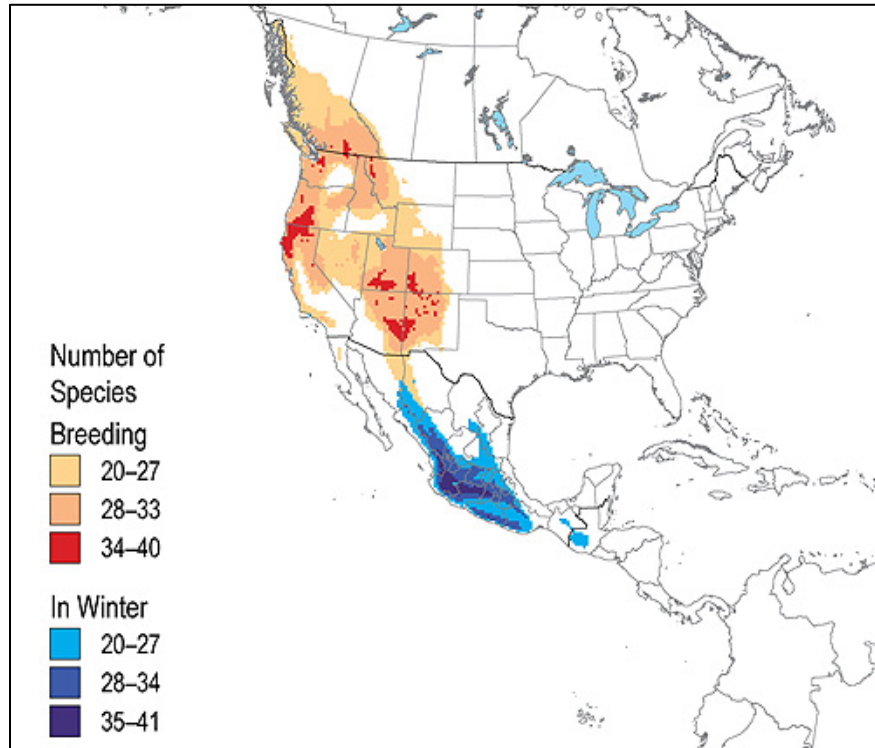 Number of
Species
Breeding
20–27
28–33
34–40
In Winter
20–27
28–34
35–41